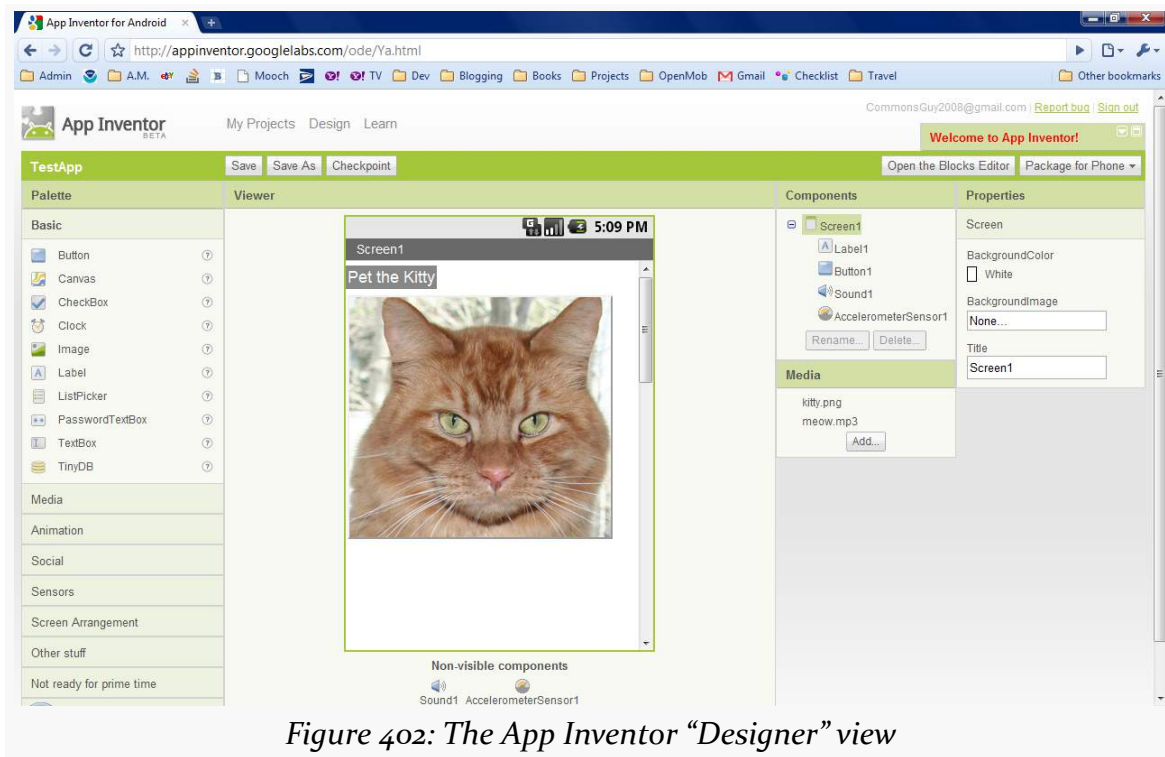 App Inventor for Android
http://appinventor.googlelabs.com/ode/Ya.html
Admin A.M. Mooch TV Dev Blogging Books Projects OpenMob Gmail Checklist Travel Other bookmarks
CommonsGuy2008@gmail.com | Report bug | Sign out
App Inventor
BETA
My Projects Design Learn
Welcome to App Inventor!
TestApp Save Save As Checkpoint Open the Blocks Editor Package for Phone
Palette Viewer Components Properties
Basic
Button
Canvas
CheckBox
Clock
Image
Label
ListPicker
PasswordTextBox
TextBox
TinyDB
Media
Animation
Social
Sensors
Screen Arrangement
Other stuff
Not ready for prime time
5:09 PM
Screen1
Pet the Kitty
Non-visible components
Sound1 AccelerometerSensor1
Screen1
Label1
Button1
Sound1
AccelerometerSensor1
Rename... Delete...
Media
kitty.png
meow.mp3
Add...
Screen
BackgroundColor
White
BackgroundImage
None...
Title
Screen1
Figure 402: The App Inventor “Designer” view